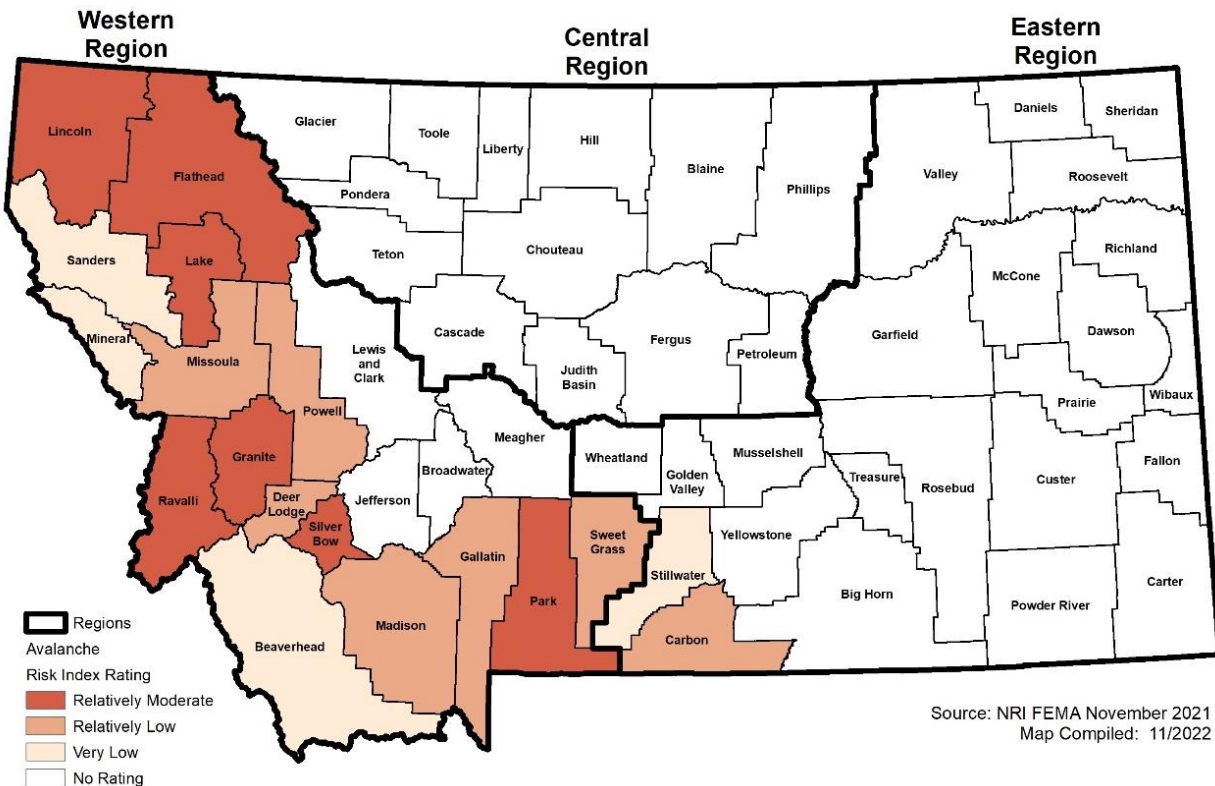 Western
Region
Central
Region
Eastern
Region
Lincoln
Flathead
Glacier
Toole
Liberty
Hill
Blaine
Phillips
Valley
Daniels
Sheridan
Roosevelt
Pondera
Teton
Chouteau
Richland
McCone
Sanders
Lake
Mineral
Missoula
Cascade
Fergus
Petroleum
Garfield
Dawson
Lewis
and
Clark
Judith
Basin
Prairie
Wibaux
Powell
Meagher
Granite
Ravalli
Deer
Lodge
Silver
Bow
Jefferson
Broadwater
Wheatland
Golden
Valley
Musselshell
Treasure
Rosebud
Custer
Fallon
Gallatin
Park
Sweet
Grass
Stillwater
Yellowstone
Big Horn
Powder River
Carter
Madison
Beaverhead
Carbon
Regions
Avalanche
Risk Index Rating
Relatively Moderate
Relatively Low
Very Low
No Rating
Source: NRI FEMA November 2021
Map Compiled: 11/2022